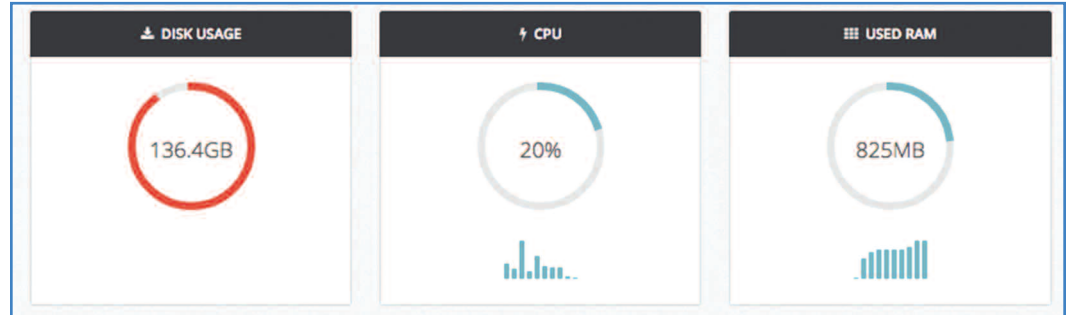 DISK USAGE
CPU
USED RAM
136.4GB
20%
825MB